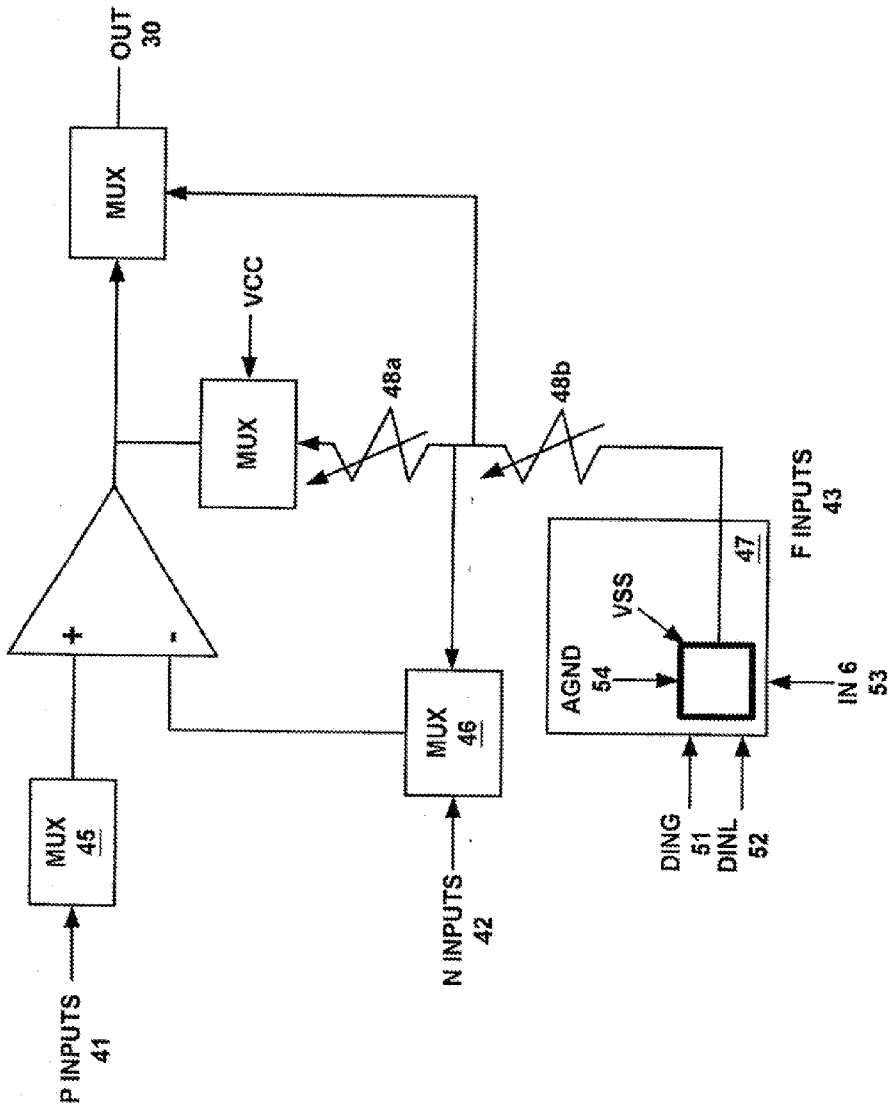 OUT
30
MUX
VCC
MUX
48a
48b
+
-
MUX
45
P INPUTS
41
MUX
46
N INPUTS
42
F INPUTS
43
47
VSS
AGND
54
IN 6
53
DING
51
DINL
52